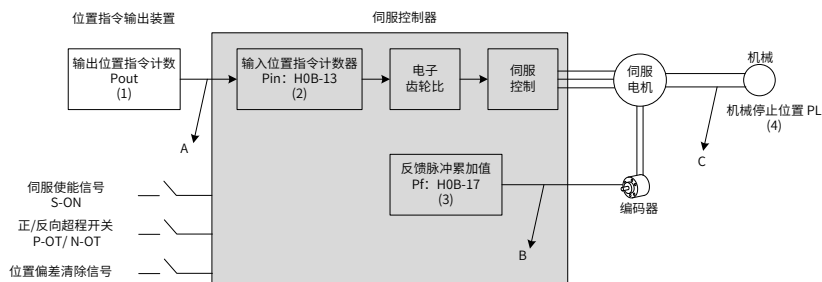 位置指令输出装置
伺服控制器
输出位置指令计数
Pout
(1)
输入位置指令计数器
Pin：H0B-13
(2)
电子
齿轮比
伺服
控制
伺服
电机
机械
机械停止位置 PL
(4)
A
C
反馈脉冲累加值
Pf：H0B-17
(3)
编码器
B
伺服使能信号
S-ON
正/反向超程开关
P-OT/ N-OT
位置偏差清除信号